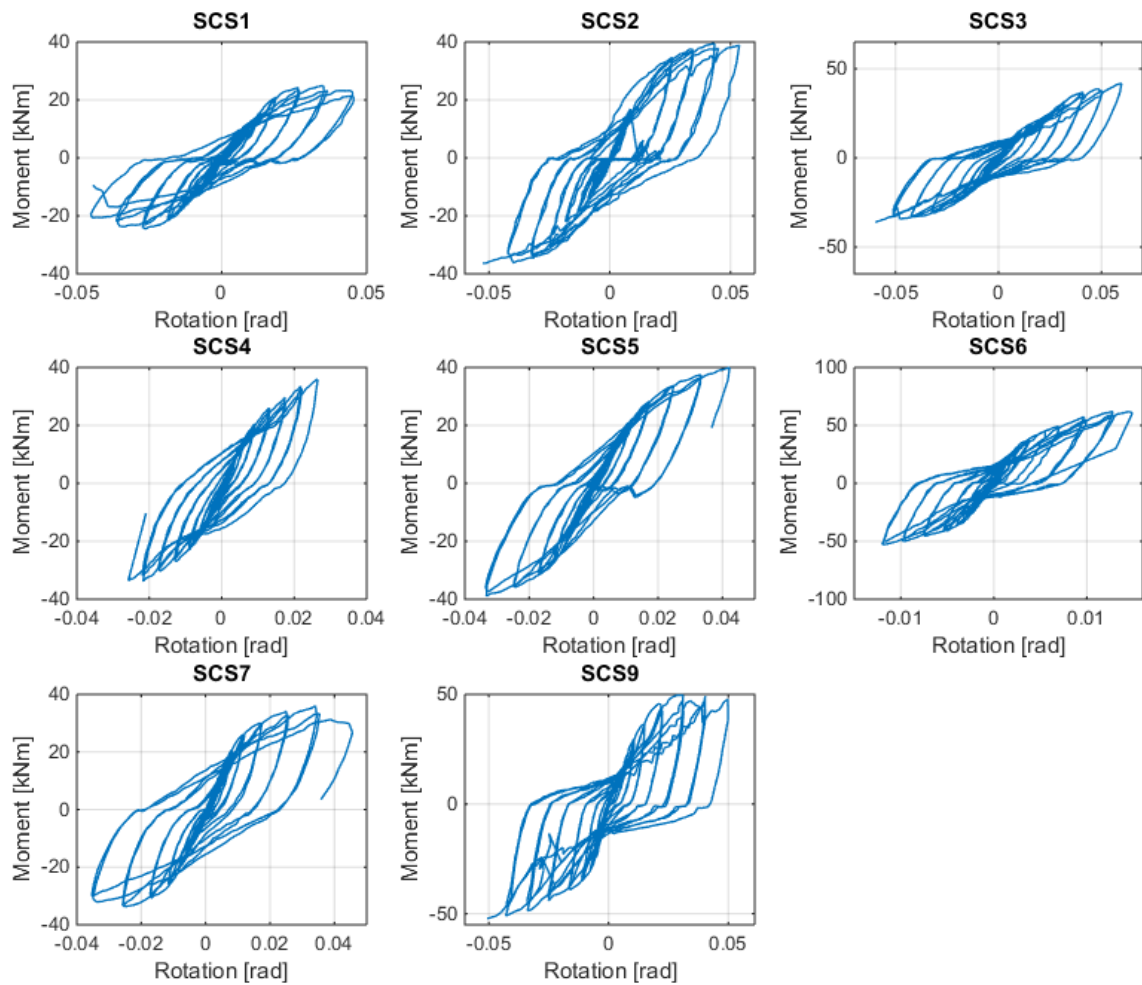 SCS1 SCS2 SCS3
40 40
50
20 20
Moment [kNm] 0 Moment [kNm] 0 Moment [kNm] 0
-20 -20
-50
-40 -40
-0.05 0 0.05 -0.05 0 0.05 -0.05 0 0.05
Rotation [rad] Rotation [rad] Rotation [rad]
SCS4 SCS5 SCS6
40 40 100
20 20 50
Moment [kNm] 0 Moment [kNm] 0 Moment [kNm] 0
-20 -20 -50
-40 -40 -100
-0.04 -0.02 0 0.02 0.04 -0.04 -0.02 0 0.02 0.04 -0.01 0 0.01
Rotation [rad] Rotation [rad] Rotation [rad]
SCS7 SCS9
40 50
20
Moment [kNm] 0 Moment [kNm] 0
-20
-40 -50
-0.04 -0.02 0 0.02 0.04 -0.05 0 0.05
Rotation [rad] Rotation [rad]